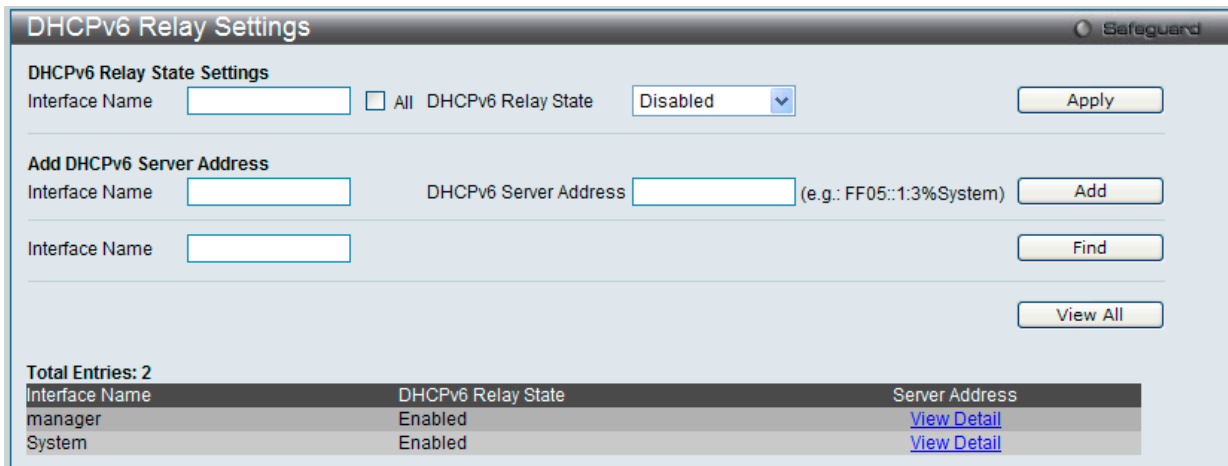 DHCPv6 Relay Settings
Safeguard
DHCPv6 Relay State Settings
Interface Name All DHCPv6 Relay State Disabled Apply
Add DHCPv6 Server Address
Interface Name DHCPv6 Server Address (e.g.: FF05::1:3%System) Add
Interface Name Find
View All
Total Entries: 2
Interface Name DHCPv6 Relay State Server Address
manager Enabled View Detail
System Enabled View Detail